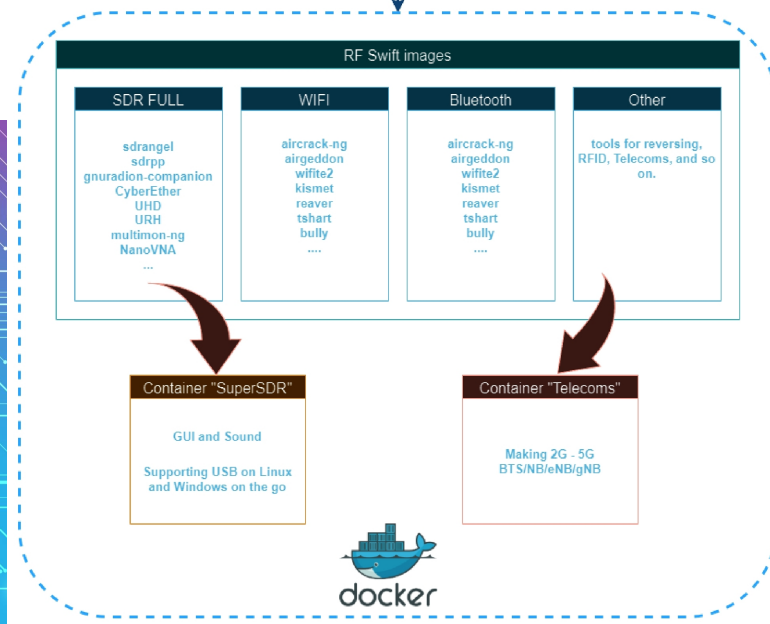 RF Swift images
SDR FULL
sdrangel
sdrpp
gnuradion-companion
CyberEther
UHD
URH
multimon-ng
NanoVNA
...
WIFI
aircrack-ng
airgeddon
wifite2
kismet
reaver
tshart
bully
....
Bluetooth
aircrack-ng
airgeddon
wifite2
kismet
reaver
tshart
bully
....
Other
tools for reversing,
RFID, Telecoms, and so
on.
Container "SuperSDR"
GUI and Sound
Supporting USB on Linux
and Windows on the go
Container "Telecoms"
Making 2G - 5G
BTS/NB/eNB/gNB
docker